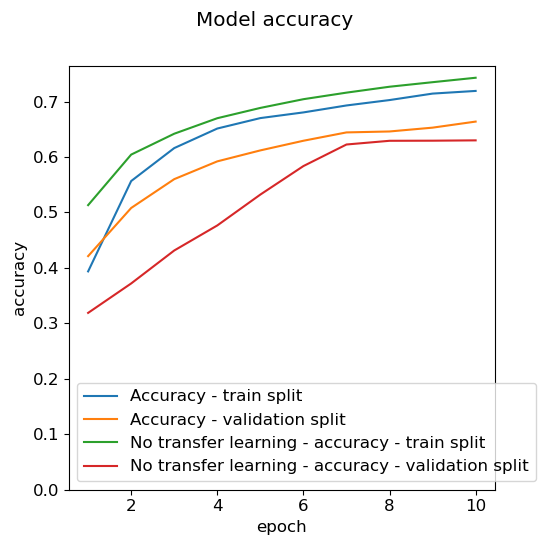 Model accuracy
accuracy
0.7
0.6
0.5
0.4
0.3
0.2
0.1
0.0
Accuracy - train split
Accuracy - validation split
No transfer learning - accuracy - train split
No transfer learning - accuracy - validation split
2
4
6
8
10
epoch